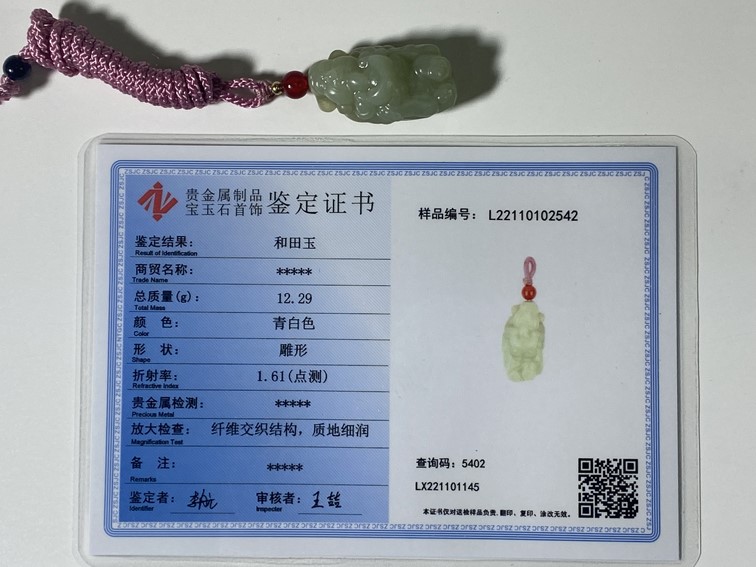 贵金属制品
宝玉石首饰
鉴定证书
样品编号: L22110102542
鉴定结果: 和田玉
Result of Identification
商贸名称: *****
Trade Name
总质量(g): 12.29
Total Mass
颜 色: 青白色
Color
形 状: 雕形
Shape
折射率: 1.61(点测)
Refractive Index
贵金属检测: *****
Precious Metal
放大检查: 纤维交织结构，质地细润
Magnification Test
备 注: *****
Remarks
鉴定者:
Identifier
审核者:
Inspecter
查询码: 5402
LX221101145
本证书仅对送检样品负责，翻印、复印、涂改无效。